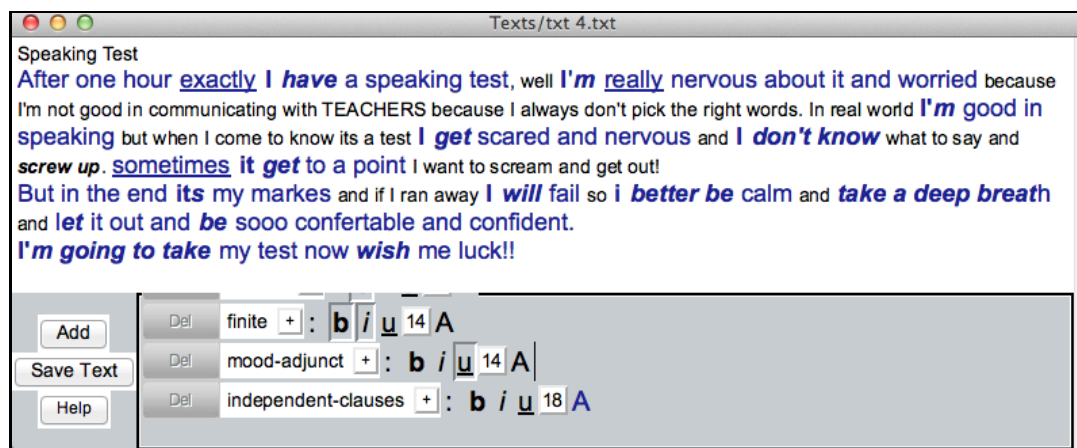 Texts/txt 4.txt
Speaking Test
After one hour exactly I have a speaking test, well I'm really nervous about it and worried because
I'm not good in communicating with TEACHERS because I always don't pick the right words. In real world I'm good in
speaking but when I come to know its a test I get scared and nervous and I don't know what to say and
screw up. sometimes it get to a point I want to scream and get out!
But in the end its my markes and if I ran away I will fail so i better be calm and take a deep breath
and let it out and be sooo confertable and confident.
I'm going to take my test now wish me luck!!
Add
Save Text
Help
Del finite + : b i u 14 A
Del mood-adjunct + : b i u 14 A
Del independent-clauses + : b i u 18 A